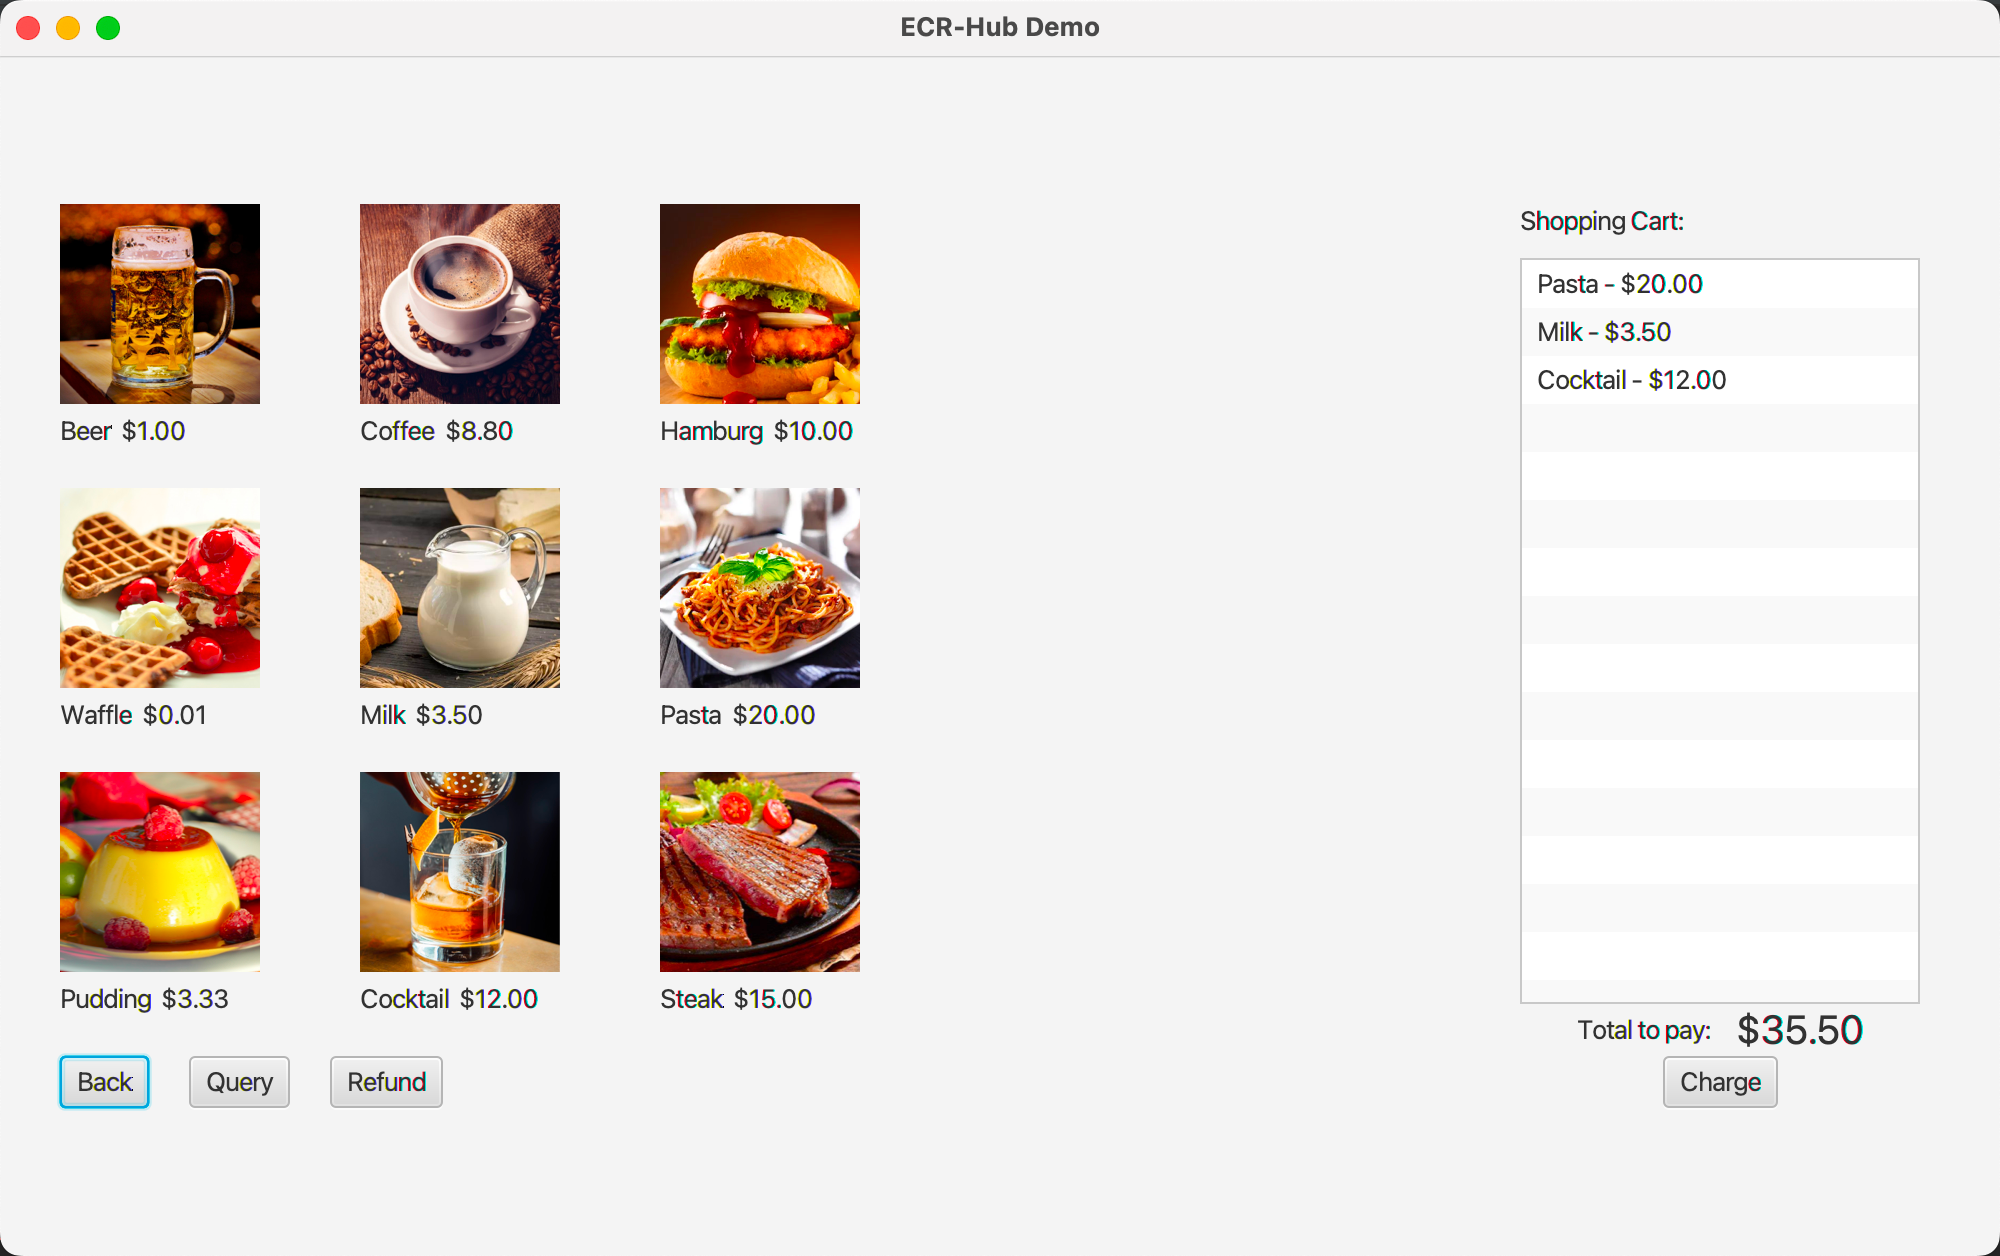 ECR-Hub Demo
Beer $1.00
Coffee $8.80
Hamburg $10.00
Waffle $0.01
Milk $3.50
Pasta $20.00
Pudding $3.33
Cocktail $12.00
Steak $15.00
Back
Query
Refund
Shopping Cart:
Pasta - $20.00
Milk - $3.50
Cocktail - $12.00
Total to pay: $35.50
Charge